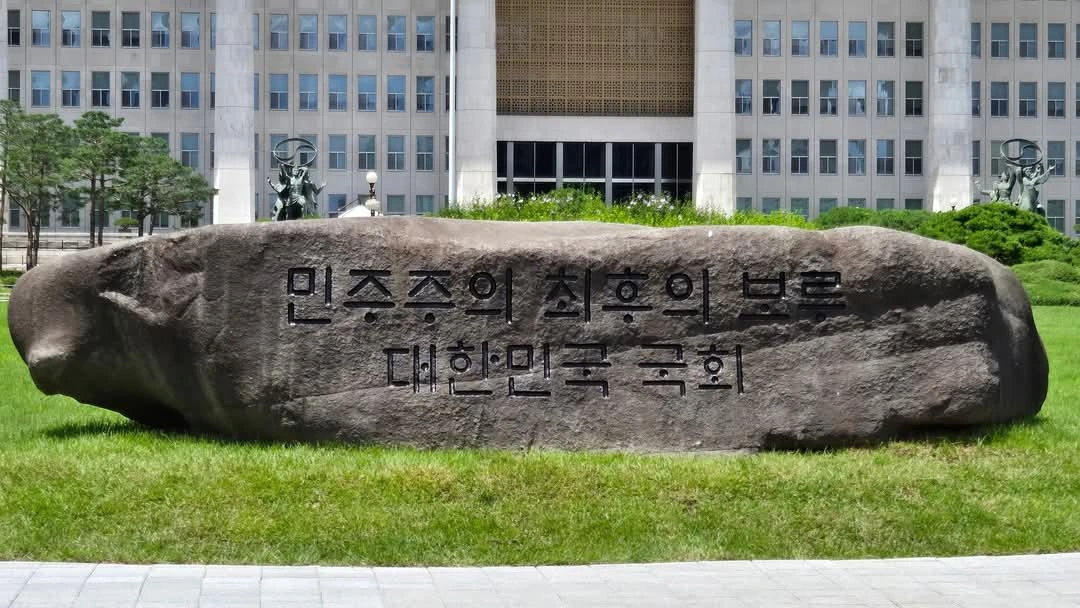 민주주의 최후의 보루
대한민국 국회